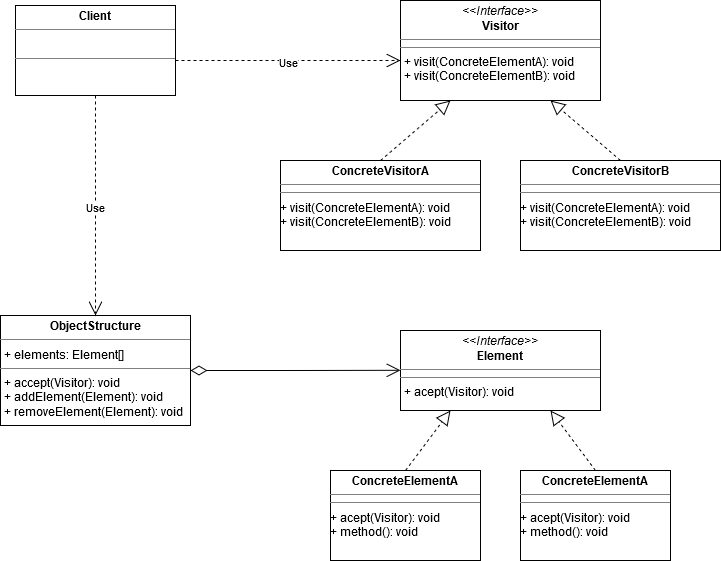 Client
<<Interface>>
Visitor
+ visit(ConcreteElementA): void
+ visit(ConcreteElementB): void
Use
ConcreteVisitorA
+ visit(ConcreteElementA): void
+ visit(ConcreteElementB): void
ConcreteVisitorB
+ visit(ConcreteElementA): void
+ visit(ConcreteElementB): void
Use
ObjectStructure
+ elements: Element[]
+ accept(Visitor): void
+ addElement(Element): void
+ removeElement(Element): void
<<Interface>>
Element
+ acept(Visitor): void
ConcreteElementA
+ acept(Visitor): void
+ method(): void
ConcreteElementA
+ acept(Visitor): void
+ method(): void